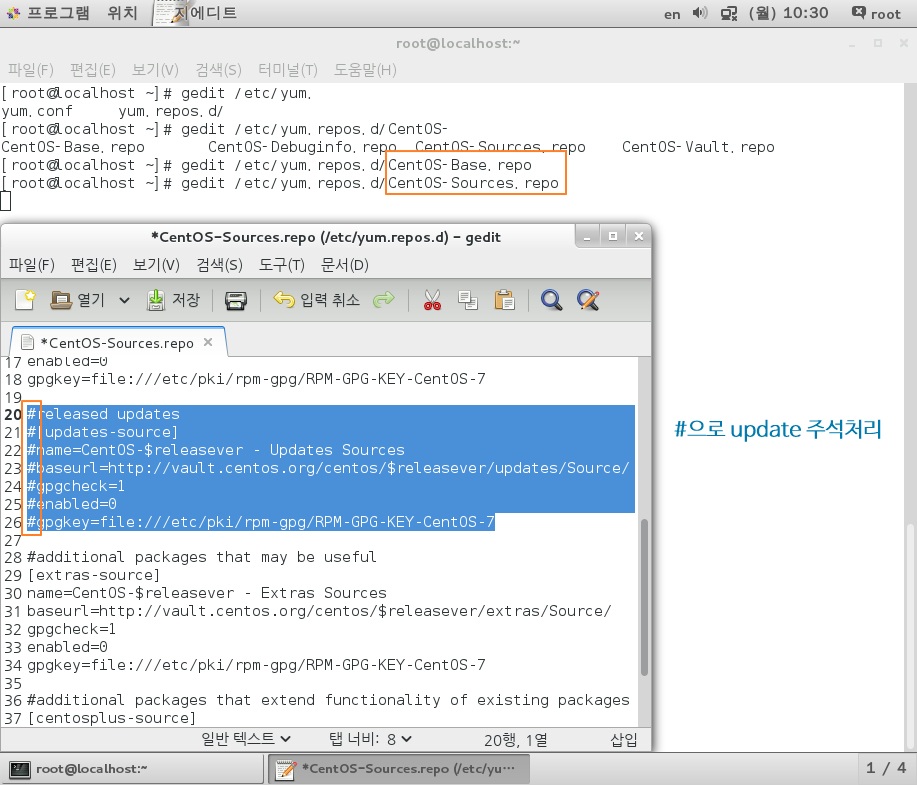 프로그램 위치 지에디트 en (월) 10:30 root
root@localhost:~
파일(F) 편집(E) 보기(V) 검색(S) 터미널(T) 도움말(H)
[root@localhost ~]# gedit /etc/yum.
yum.conf yum.repos.d/
[root@localhost ~]# gedit /etc/yum.repos.d/CentOS-
CentOS-Base.repo CentOS-Debuginfo.repo CentOS-Sources.repo CentOS-Vault.repo
[root@localhost ~]# gedit /etc/yum.repos.d/CentOS-Base.repo
[root@localhost ~]# gedit /etc/yum.repos.d/CentOS-Sources.repo
*CentOS-Sources.repo (/etc/yum.repos.d) - gedit
파일(F) 편집(E) 보기(V) 검색(S) 도구(T) 문서(D)
열기 저장 입력 취소
*CentOS-Sources.repo
17 enabled=0
18 gpgkey=file:///etc/pki/rpm-gpg/RPM-GPG-KEY-CentOS-7
19
20 #released updates
21 #[updates-source]
22 #name=CentOS-$releasever - Updates Sources
23 #baseurl=http://vault.centos.org/centos/$releasever/updates/Source/
24 #gpgcheck=1
25 #enabled=0
26 #gpgkey=file:///etc/pki/rpm-gpg/RPM-GPG-KEY-CentOS-7
27
28 #additional packages that may be useful
29 [extras-source]
30 name=CentOS-$releasever - Extras Sources
31 baseurl=http://vault.centos.org/centos/$releasever/extras/Source/
32 gpgcheck=1
33 enabled=0
34 gpgkey=file:///etc/pki/rpm-gpg/RPM-GPG-KEY-CentOS-7
35
36 #additional packages that extend functionality of existing packages
37 [centosplus-source]
#으로 update 주석처리
일반 텍스트 탭 너비: 8 20행, 1열 삽입
root@localhost:~ *CentOS-Sources.repo (/etc/yu··· 1 / 4